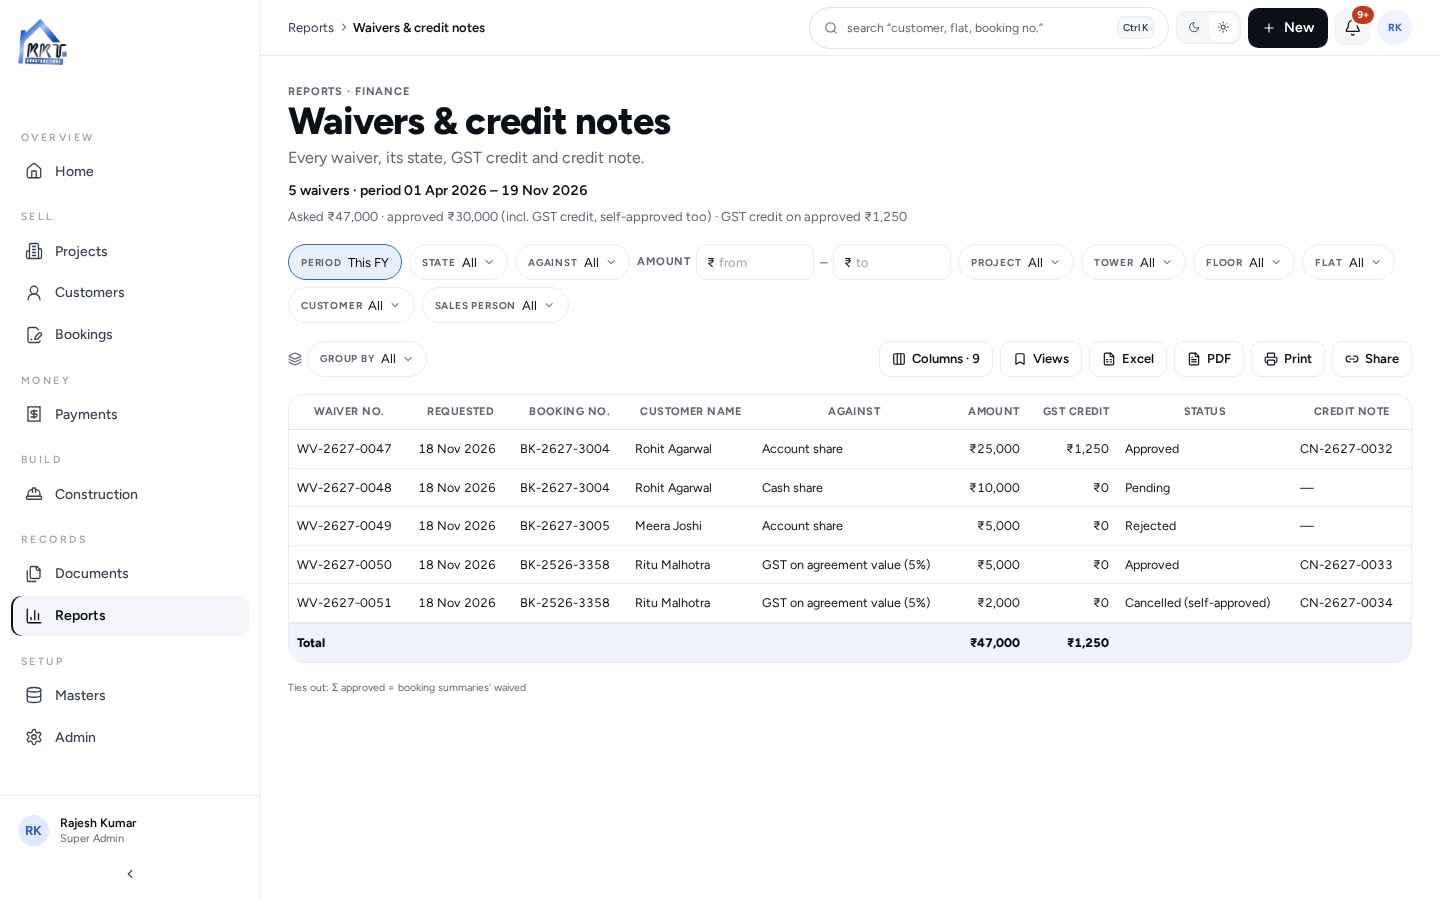 RKT
CONSTRUCTIONS
OVERVIEW
Home
SELL
Projects
Customers
Bookings
MONEY
Payments
BUILD
Construction
RECORDS
Documents
Reports
SETUP
Masters
Admin
RK
Rajesh Kumar
Super Admin
Reports > Waivers & credit notes
search “customer, flat, booking no.” Ctrl K
New
9+
RK
REPORTS · FINANCE
Waivers & credit notes
Every waiver, its state, GST credit and credit note.
5 waivers · period 01 Apr 2026 – 19 Nov 2026
Asked ₹47,000 · approved ₹30,000 (incl. GST credit, self-approved too) · GST credit on approved ₹1,250
PERIOD This FY STATE All AGAINST All AMOUNT ₹ from – ₹ to PROJECT All TOWER All FLOOR All FLAT All
CUSTOMER All SALES PERSON All
GROUP BY All Columns · 9 Views Excel PDF Print Share
WAIVER NO. REQUESTED BOOKING NO. CUSTOMER NAME AGAINST AMOUNT GST CREDIT STATUS CREDIT NOTE
WV-2627-0047 18 Nov 2026 BK-2627-3004 Rohit Agarwal Account share ₹25,000 ₹1,250 Approved CN-2627-0032
WV-2627-0048 18 Nov 2026 BK-2627-3004 Rohit Agarwal Cash share ₹10,000 ₹0 Pending —
WV-2627-0049 18 Nov 2026 BK-2627-3005 Meera Joshi Account share ₹5,000 ₹0 Rejected —
WV-2627-0050 18 Nov 2026 BK-2526-3358 Ritu Malhotra GST on agreement value (5%) ₹5,000 ₹0 Approved CN-2627-0033
WV-2627-0051 18 Nov 2026 BK-2526-3358 Ritu Malhotra GST on agreement value (5%) ₹2,000 ₹0 Cancelled (self-approved) CN-2627-0034
Total ₹47,000 ₹1,250
Ties out: Σ approved = booking summaries’ waived